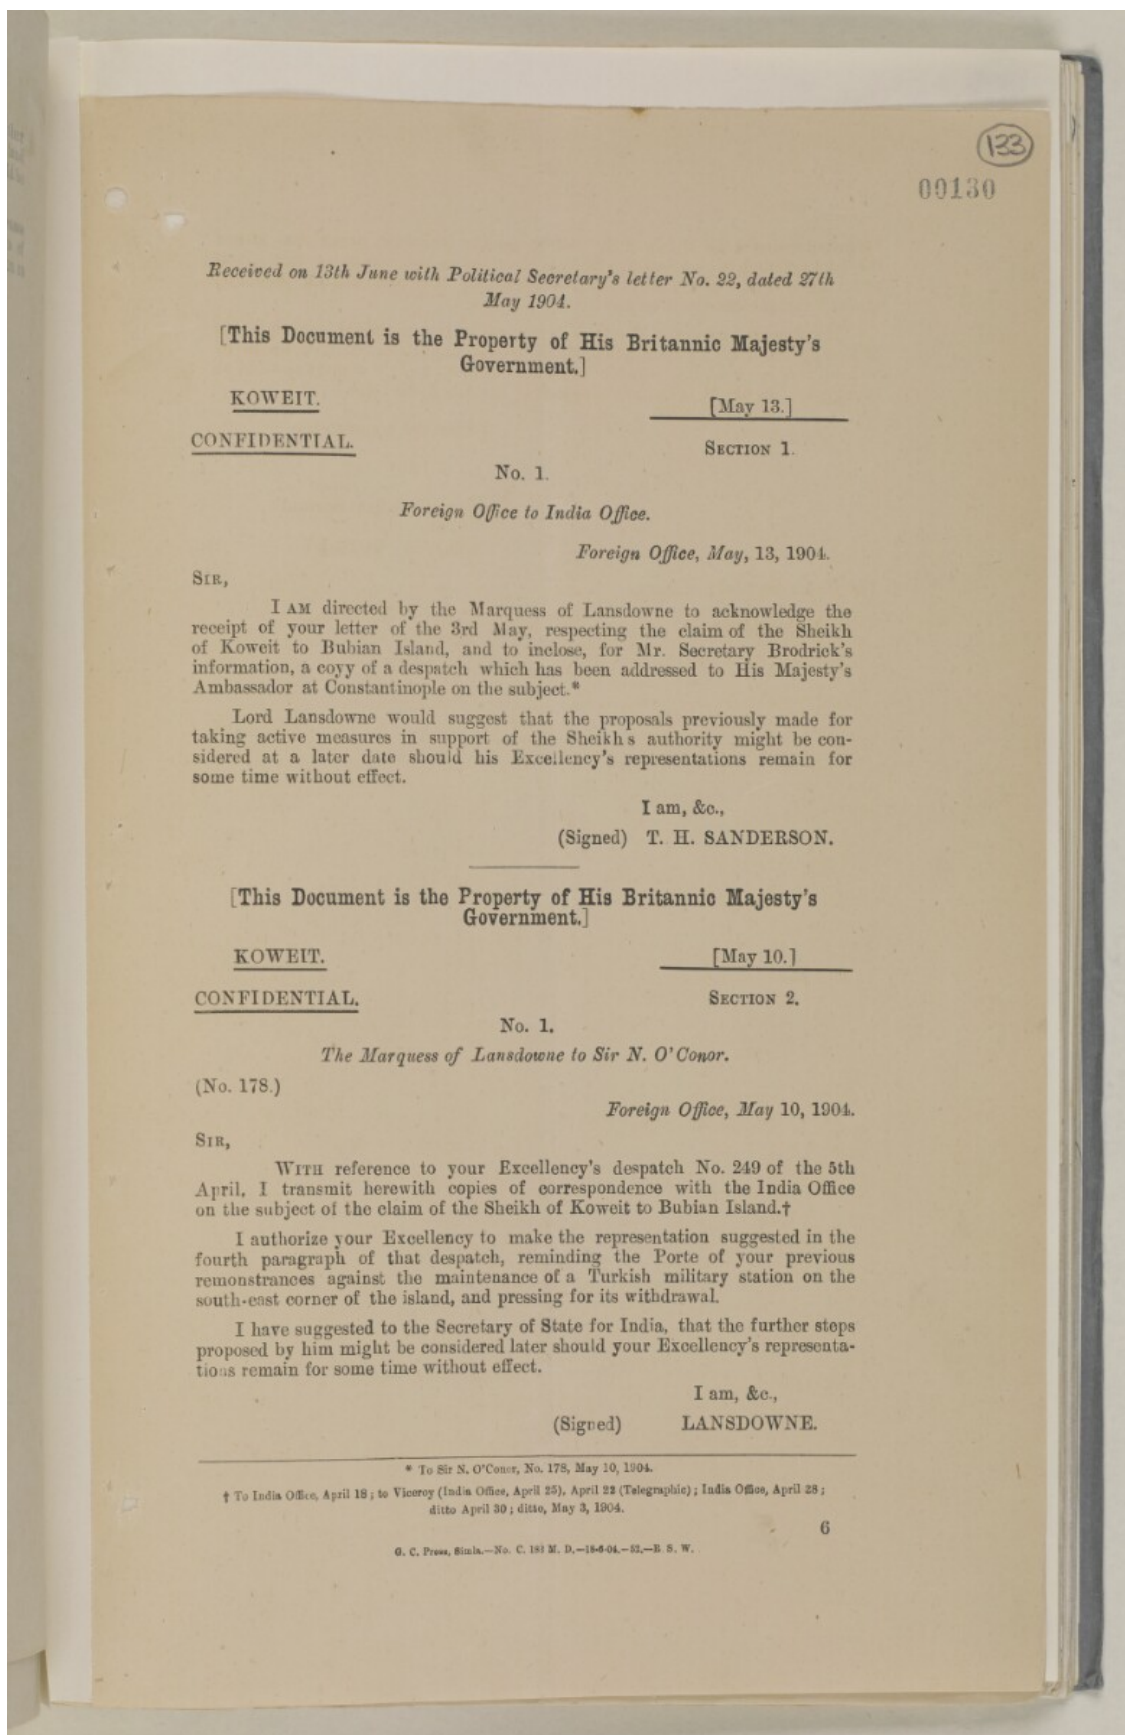 133
00130
Received on 13th June with Political Secretary's letter No. 22, dated 27th
May 1904.
[This Document is the Property of His Britannic Majesty's
Government.]
KOWEIT.
[May 13.]
CONFIDENTIAL.
SECTION 1.
No. 1.
Foreign Office to India Office.
Foreign Office, May, 13, 1904.
SIR,
I AM directed by the Marquess of Lansdowne to acknowledge the
receipt of your letter of the 3rd May, respecting the claim of the Sheikh
of Koweit to Bubian Island, and to inclose, for Mr. Secretary Brodrick's
information, a coyy of a despatch which has been addressed to His Majesty's
Ambassador at Constantinople on the subject.*
Lord Lansdowne would suggest that the proposals previously made for
taking active measures in support of the Sheikh s authority might be con-
sidered at a later date should his Excellency's representations remain for
some time without effect.
I am, &c.,
(Signed) T. H. SANDERSON.
[This Document is the Property of His Britannic Majesty's
Government.]
KOWEIT.
[May 10.]
CONFIDENTIAL.
SECTION 2.
No. 1.
The Marquess of Lansdowne to Sir N. O'Conor.
(No. 178.)
Foreign Office, May 10, 1904.
SIR,
WITH reference to your Excellency's despatch No. 249 of the 5th
April, I transmit herewith copies of correspondence with the India Office
on the subject of the claim of the Sheikh of Koweit to Bubian Island.†
I authorize your Excellency to make the representation suggested in the
fourth paragraph of that despatch, reminding the Porte of your previous
remonstrances against the maintenance of a Turkish military station on the
south-east corner of the island, and pressing for its withdrawal.
I have suggested to the Secretary of State for India, that the further steps
proposed by him might be considered later should your Excellency's representa-
tions remain for some time without effect.
I am, &c.,
(Signed) LANSDOWNE.
* To Sir N. O'Conor, No. 178, May 10, 1904.
† To India Office, April 18; to Viceroy (India Office, April 25), April 22 (Telegraphic); India Office, April 28;
ditto April 30; ditto, May 3, 1904.
6
G. C. Press, Simla.—No. C. 183 M. D.—18-6-04.—52.—B. S. W.